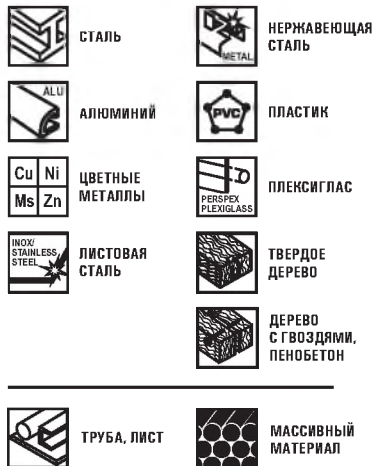 СТАЛЬ
METAL
НЕРЖАВЕЮЩАЯ
СТАЛЬ
ALU
АЛЮМИНИЙ
PVC
ПЛАСТИК
Cu Ni
Ms Zn
ЦВЕТНЫЕ
МЕТАЛЛЫ
PERSPEX
PLEXIGLASS
ПЛЕКСИГЛАС
INOX/
STAINLESS
STEEL
ЛИСТОВАЯ
СТАЛЬ
ТВЕРДОЕ
ДЕРЕВО
ДЕРЕВО
С ГВОЗДЯМИ,
ПЕНОБЕТОН
ТРУБА, ЛИСТ
МАССИВНЫЙ
МАТЕРИАЛ